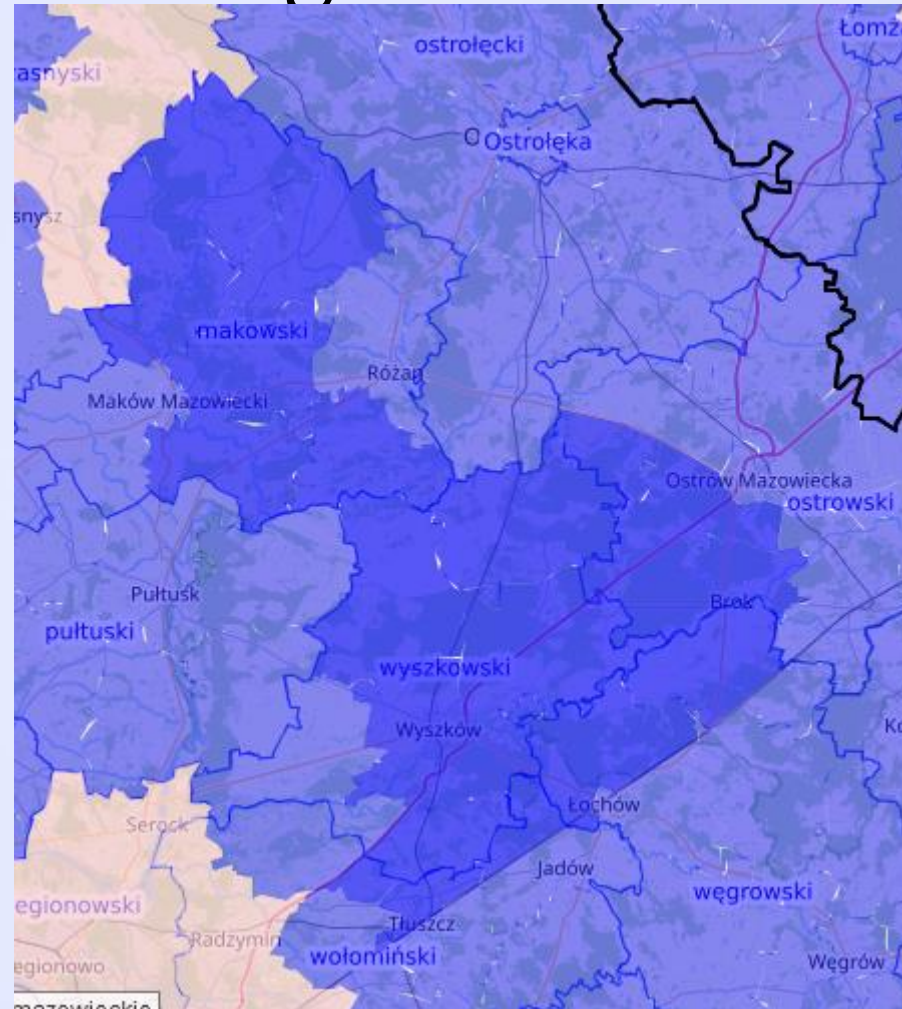 ostrołęcki
Łomż
asnyski
O Ostrołęka
snysz
makowski
Różan
Maków Mazowiecki
Ostrów Mazowiecka
ostrowski
Pułtusk
Brok
pułtuski
wyszkowski
Wyszków
Łochów
Serock
Jadów
węgrowski
egionowski
Radzymin
Tłuszcz
wołomiński
egionowo
Węgrów
mazowieckie